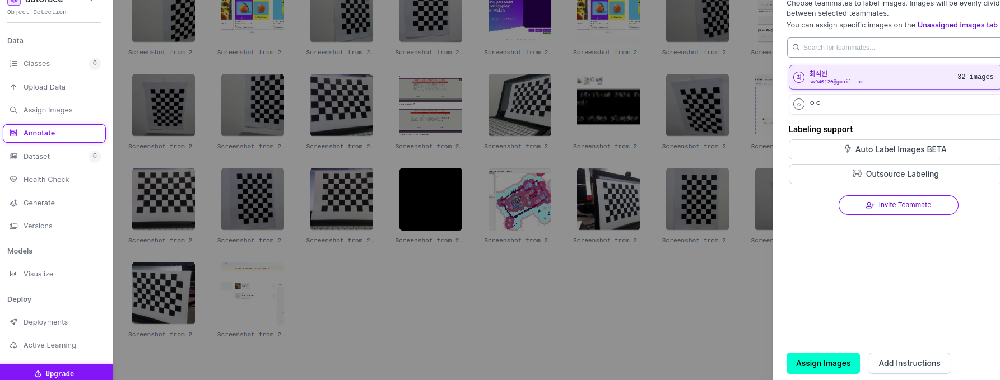 autorace
Object Detection
Data
Classes 0
Upload Data
Assign Images
Annotate
Dataset 0
Health Check
Generate
Versions
Models
Visualize
Deploy
Deployments
Active Learning
Upgrade
Screenshot from 2… Screenshot from 2… Screenshot from 2… Screenshot from 2… Screenshot from 2… Screenshot from 2… Screenshot from 2… Screen
Screenshot from 2… Screenshot from 2… Screenshot from 2… Screenshot from 2… Screenshot from 2… Screenshot from 2… Screenshot from 2… Screen
Screenshot from 2… Screenshot from 2… Screenshot from 2… Screenshot from 2… Screenshot from 2… Screenshot from 2… Screenshot from 2… Screen
Screenshot from 2… Screenshot from 2…
Choose teammates to label images. Images will be evenly divid
between selected teammates.
You can assign specific images on the Unassigned images tab
Search for teammates...
최 최석원
sw940120@gmail.com
32 images
ㅇ ㅇㅇ
Labeling support
Auto Label Images BETA
Outsource Labeling
Invite Teammate
Assign Images
Add Instructions